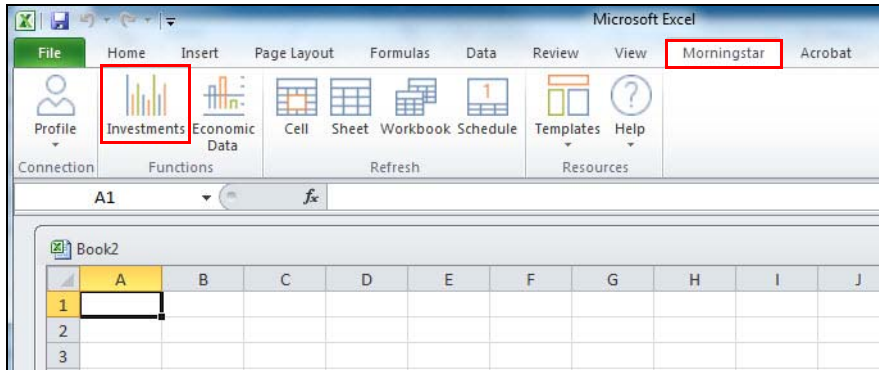 Microsoft Excel
File Home Insert Page Layout Formulas Data Review View Morningstar Acrobat
Profile Investments Economic Data Cell Sheet Workbook Schedule Templates Help
Connection Functions Refresh Resources
A1 fx
Book2
A B C D E F G H I J
1
2
3